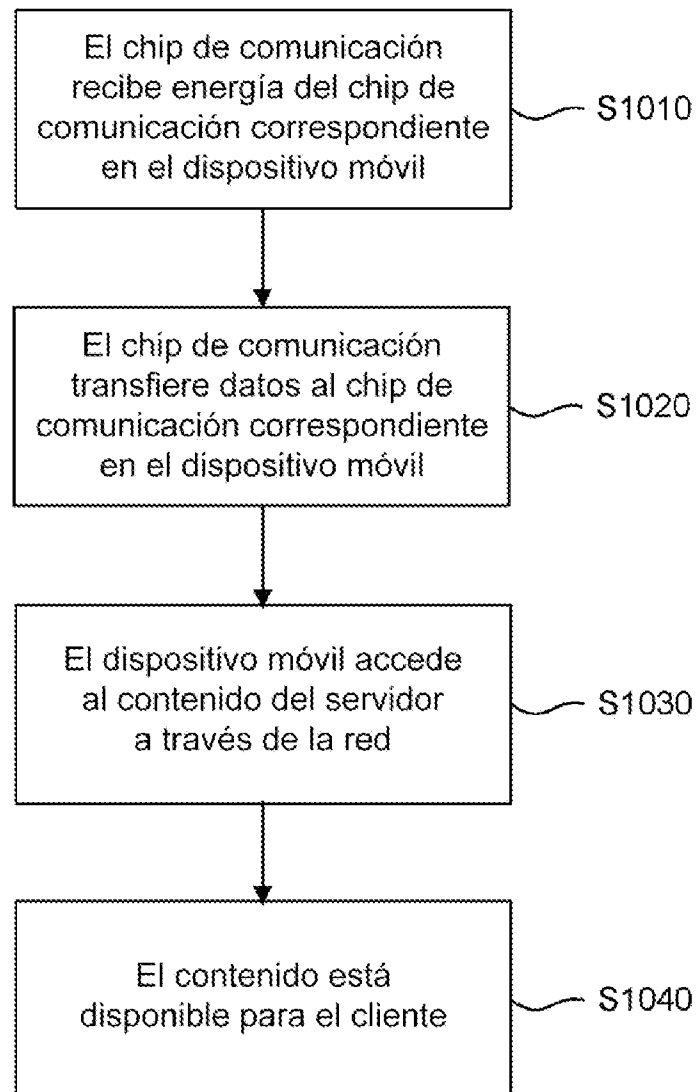 El chip de comunicación
recibe energía del chip de
comunicación correspondiente
en el dispositivo móvil
S1010
El chip de comunicación
transfiere datos al chip de
comunicación correspondiente
en el dispositivo móvil
S1020
El dispositivo móvil accede
al contenido del servidor
a través de la red
S1030
El contenido está
disponible para el cliente
S1040